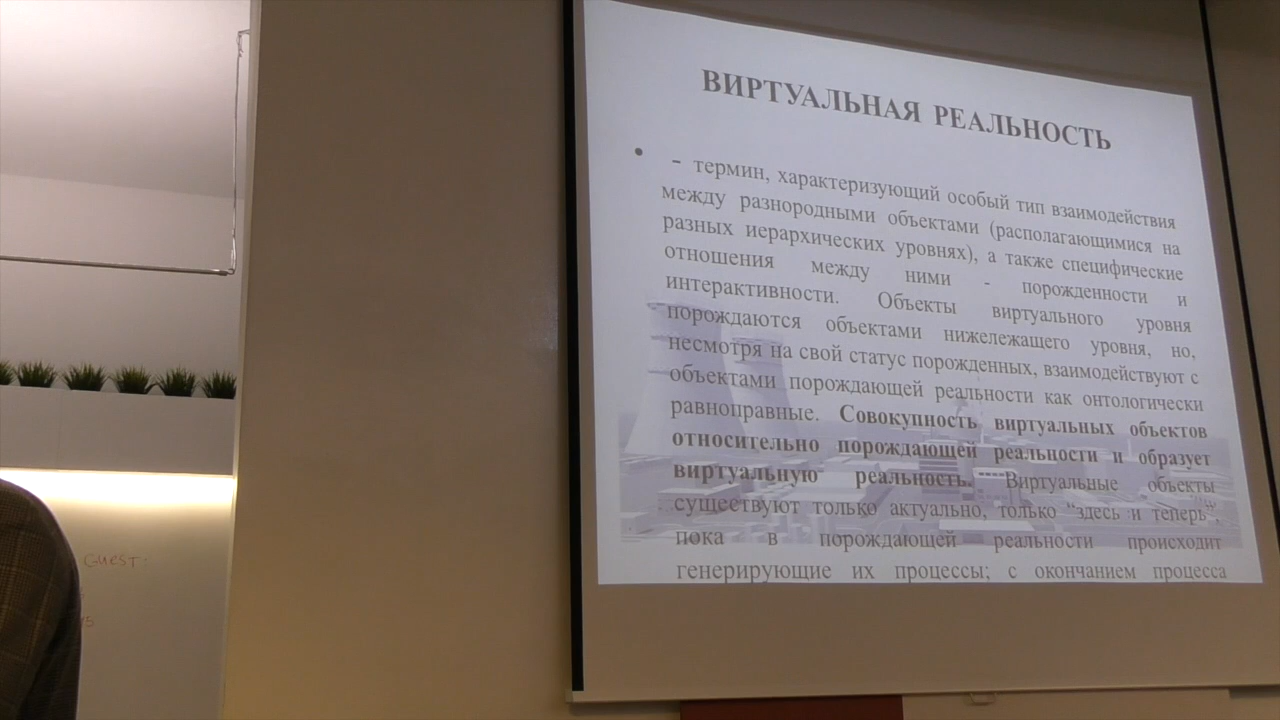 ВИРТУАЛЬНАЯ РЕАЛЬНОСТЬ
• - термин, характеризующий особый тип взаимодействия
между разнородными объектами (располагающимися на
разных иерархических уровнях), а также специфические
отношения между ними - порожденности и
интерактивности. Объекты виртуального уровня
порождаются объектами нижележащего уровня, но,
несмотря на свой статус порожденных, взаимодействуют с
объектами порождающей реальности как онтологически
равноправные. Совокупность виртуальных объектов
относительно порождающей реальности и образует
виртуальную реальность. Виртуальные объекты
существуют только актуально, только “здесь и теперь”,
пока в порождающей реальности происходит
генерирующие их процессы; с окончанием процесса
GUEST